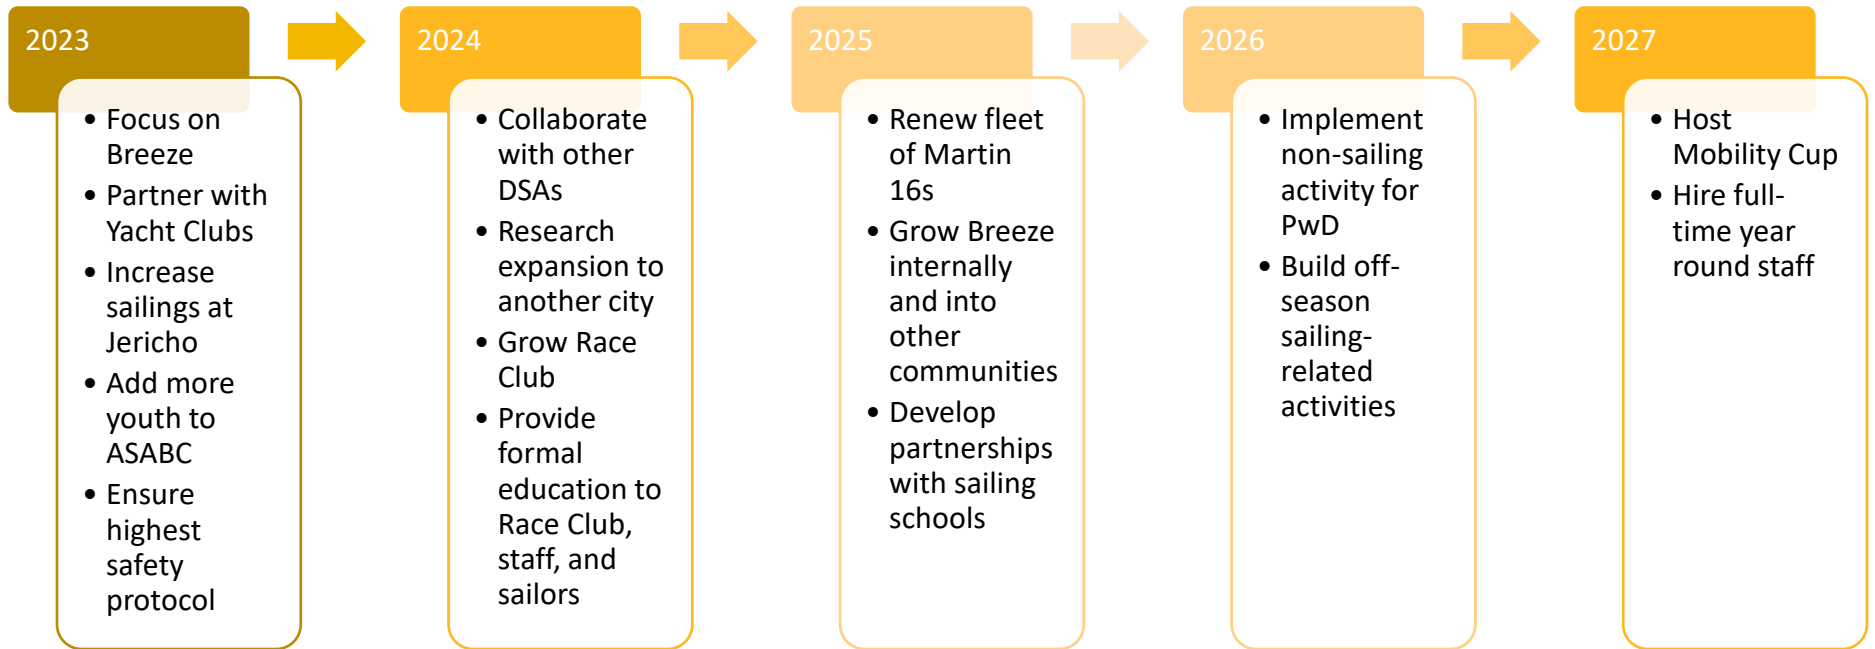 2023
• Focus on
Breeze
• Partner with
Yacht Clubs
• Increase
sailings at
Jericho
• Add more
youth to
ASABC
• Ensure
highest
safety
protocol
2024
• Collaborate
with other
DSAs
• Research
expansion to
another city
• Grow Race
Club
• Provide
formal
education to
Race Club,
staff, and
sailors
2025
• Renew fleet
of Martin
16s
• Grow Breeze
internally
and into
other
communities
• Develop
partnerships
with sailing
schools
2026
• Implement
non-sailing
activity for
PwD
• Build off-
season
sailing-
related
activities
2027
• Host
Mobility Cup
• Hire full-
time year
round staff